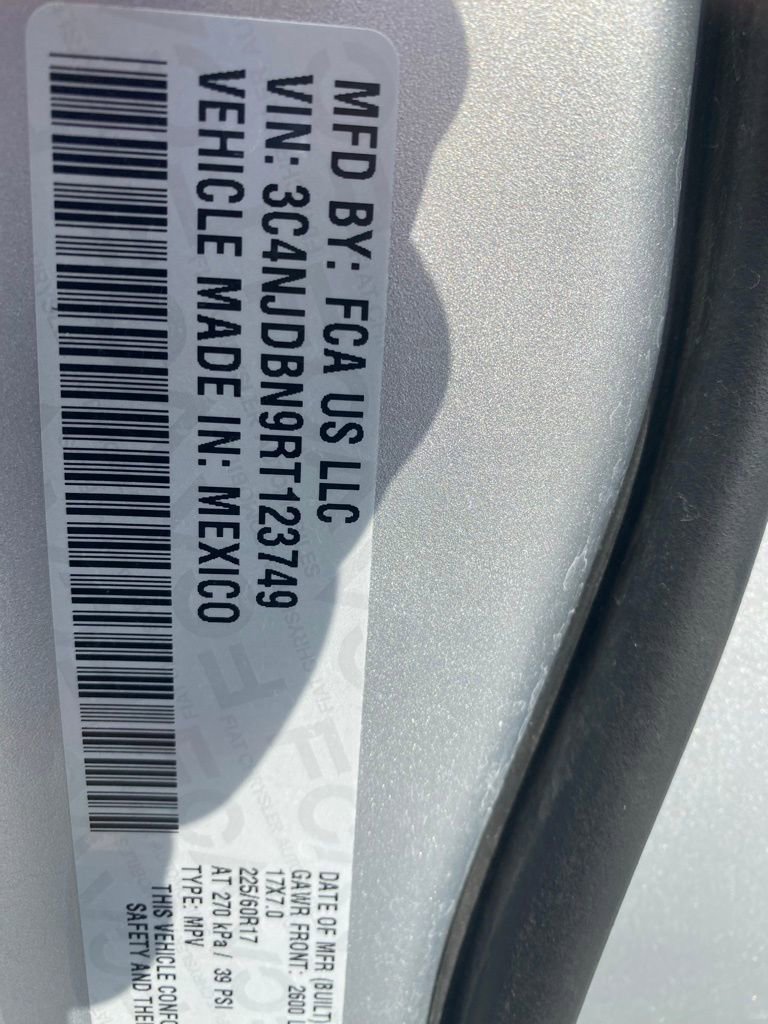 MFD BY: FCA US LLC
VIN: 3C4NJDBN9RT123749
VEHICLE MADE IN: MEXICO
DATE OF MFR (BUILT)
GAWR FRONT: 2600 L
17X7.0
225/60R17
AT 270 kPa / 39 PSI
TYPE: MPV
THIS VEHICLE CONFO
SAFETY AND THE